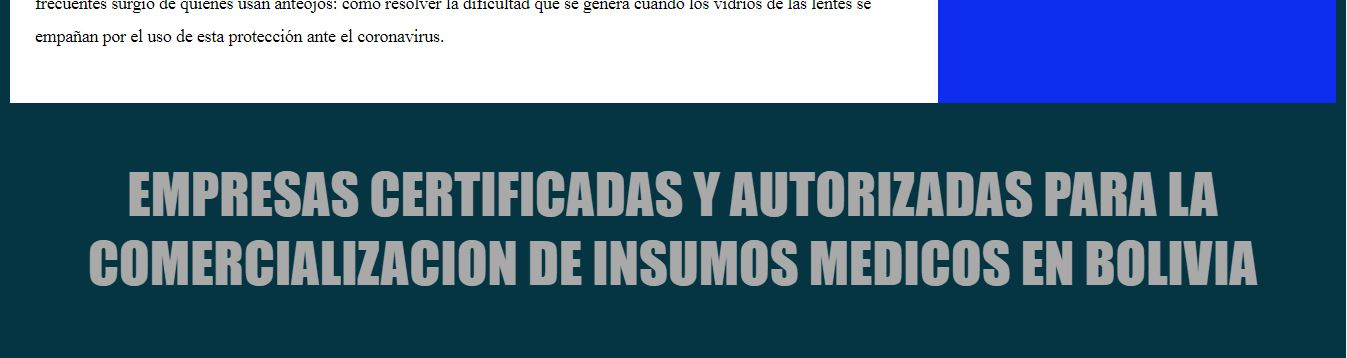 frecuentes surgió de quienes usan anteojos: cómo resolver la dificultad que se genera cuando los vidrios de las lentes se
empañan por el uso de esta protección ante el coronavirus.
EMPRESAS CERTIFICADAS Y AUTORIZADAS PARA LA
COMERCIALIZACION DE INSUMOS MEDICOS EN BOLIVIA